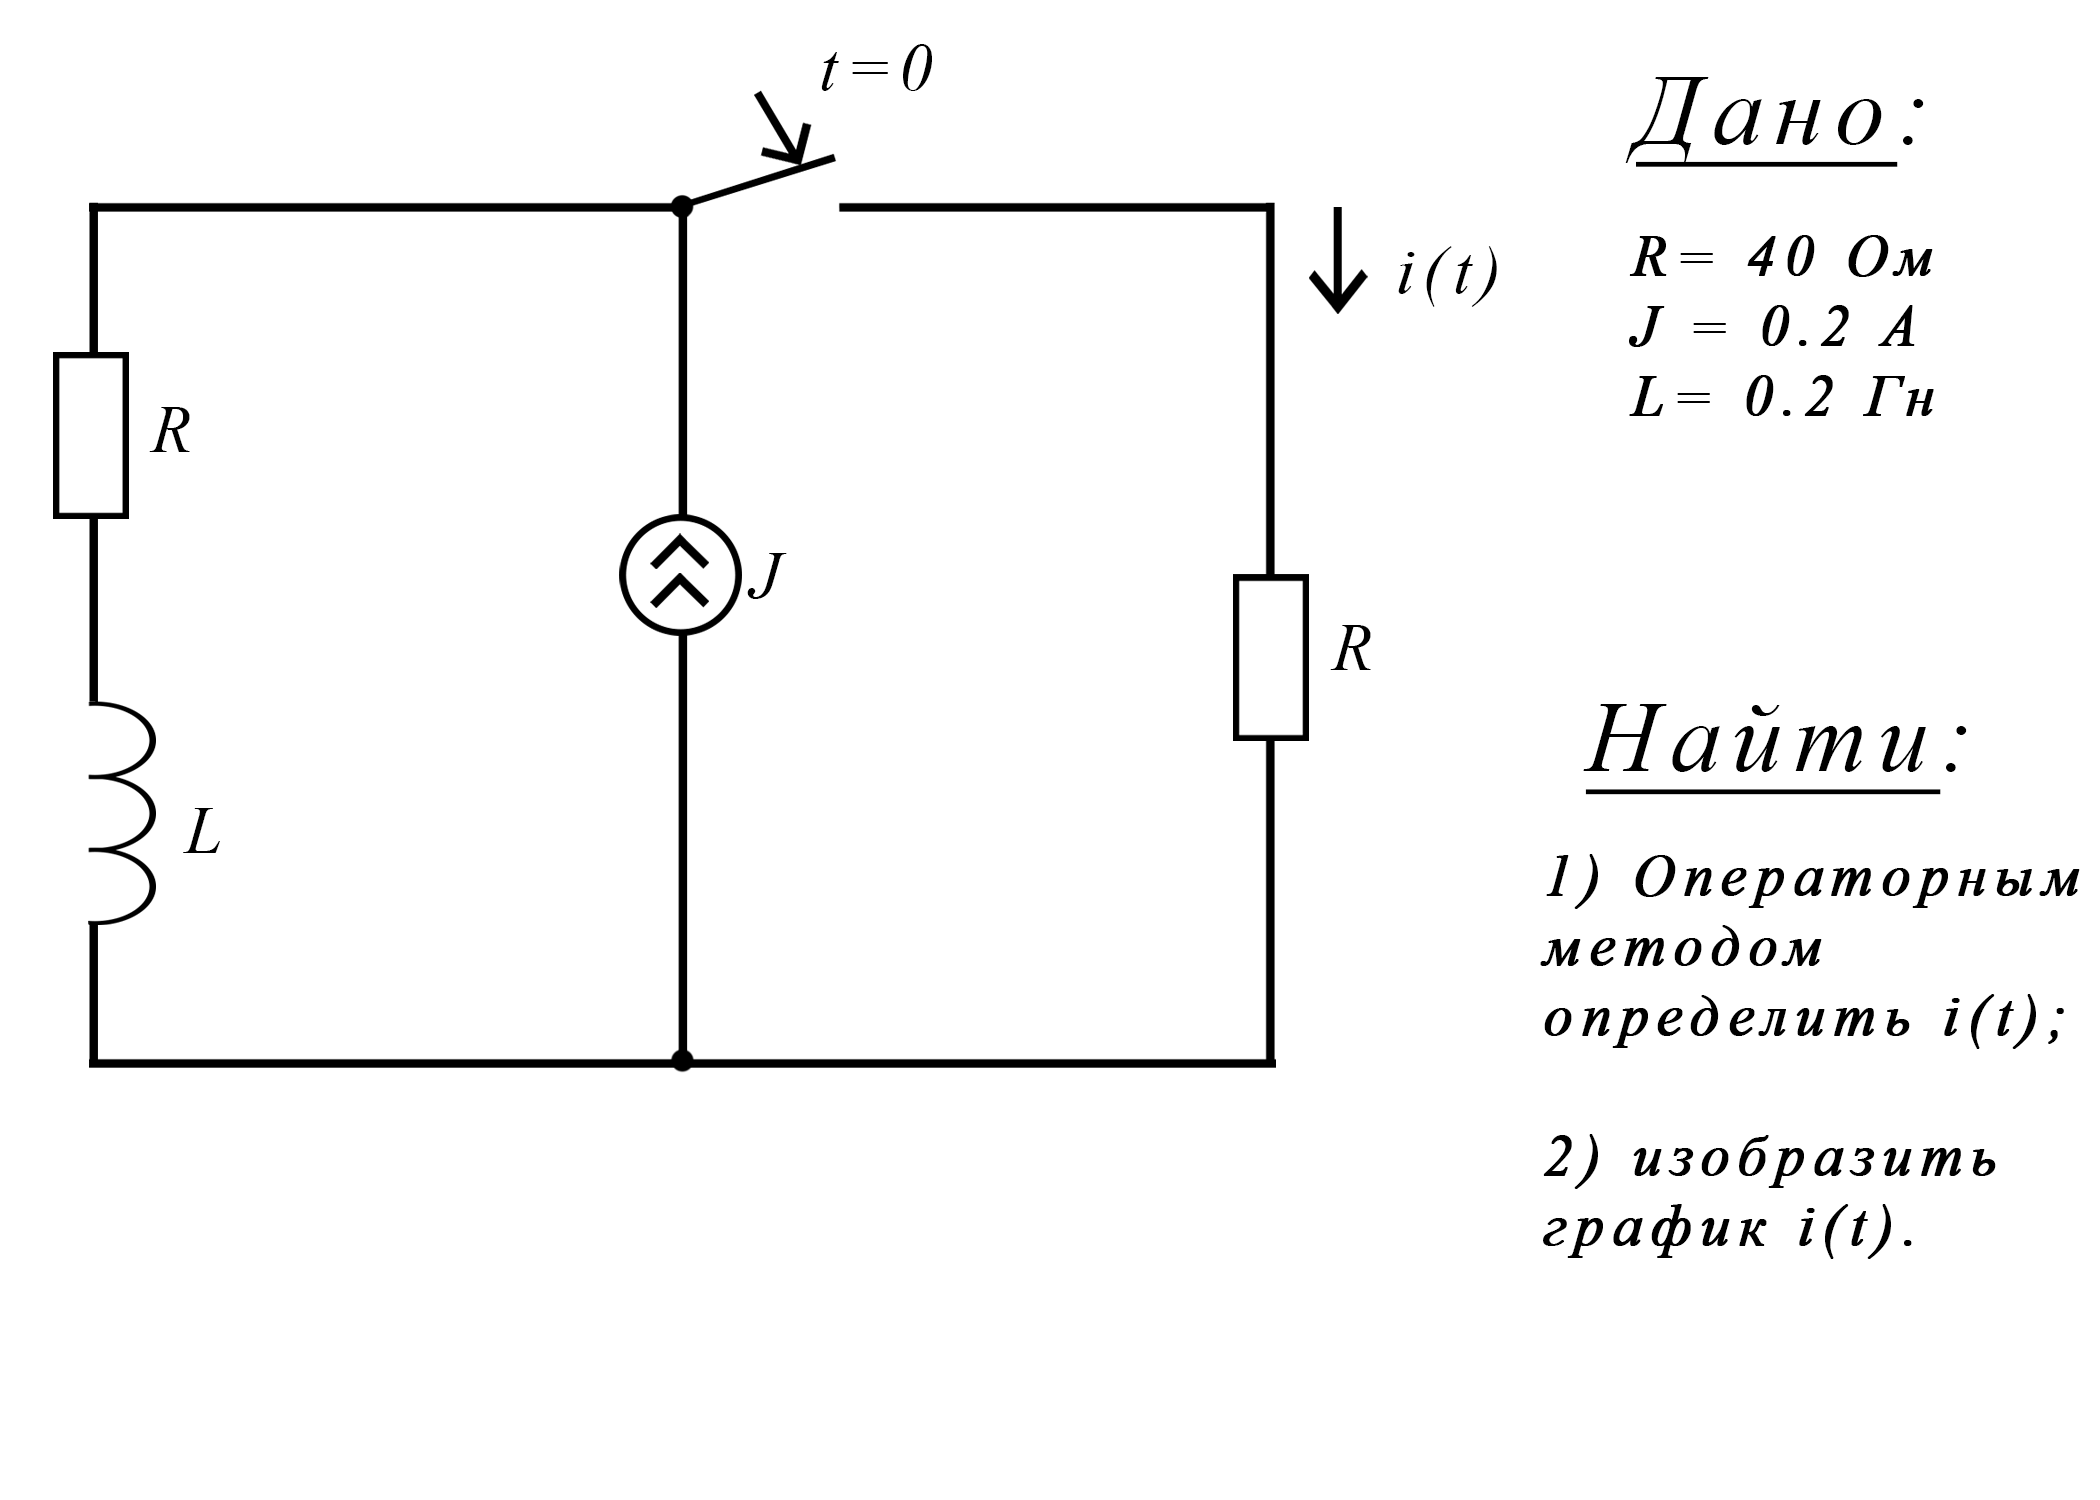 t=0
Дано:
i(t)
R= 40 Ом
J = 0.2 А
L= 0.2 Гн
R
J
R
L
Найти:
1) Операторным
методом
определить i(t);
2) изобразить
график i(t).